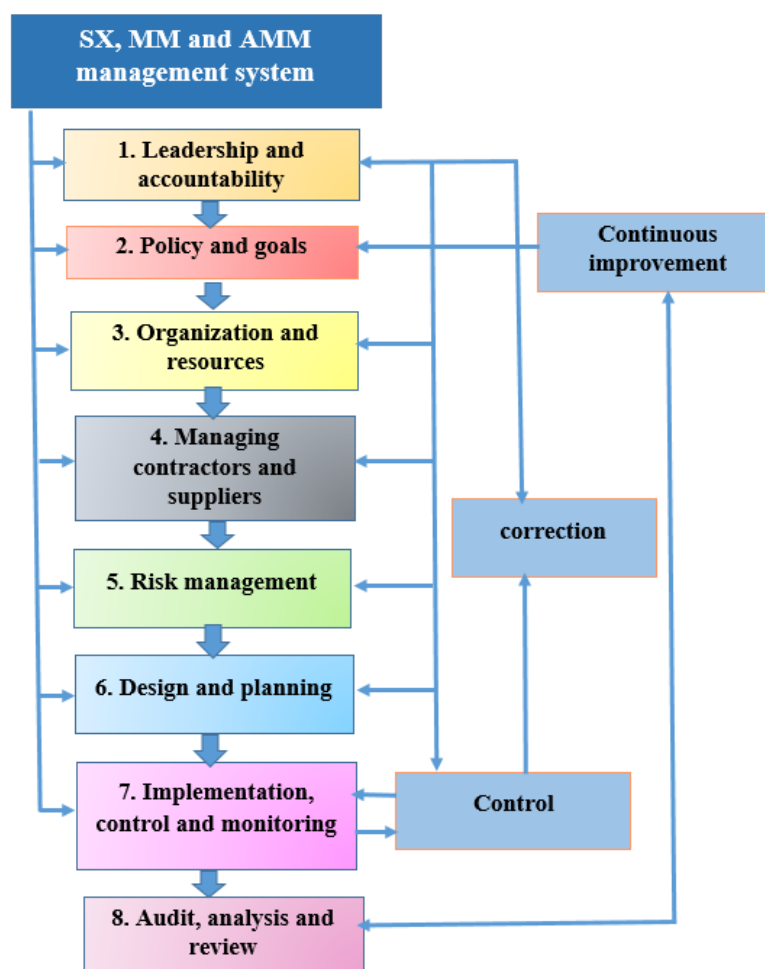 SX, MM and AMM
management system
1. Leadership and
accountability
2. Policy and goals
Continuous
improvement
3. Organization and
resources
4. Managing
contractors and
suppliers
correction
5. Risk management
6. Design and planning
7. Implementation,
control and monitoring
Control
8. Audit, analysis and
review